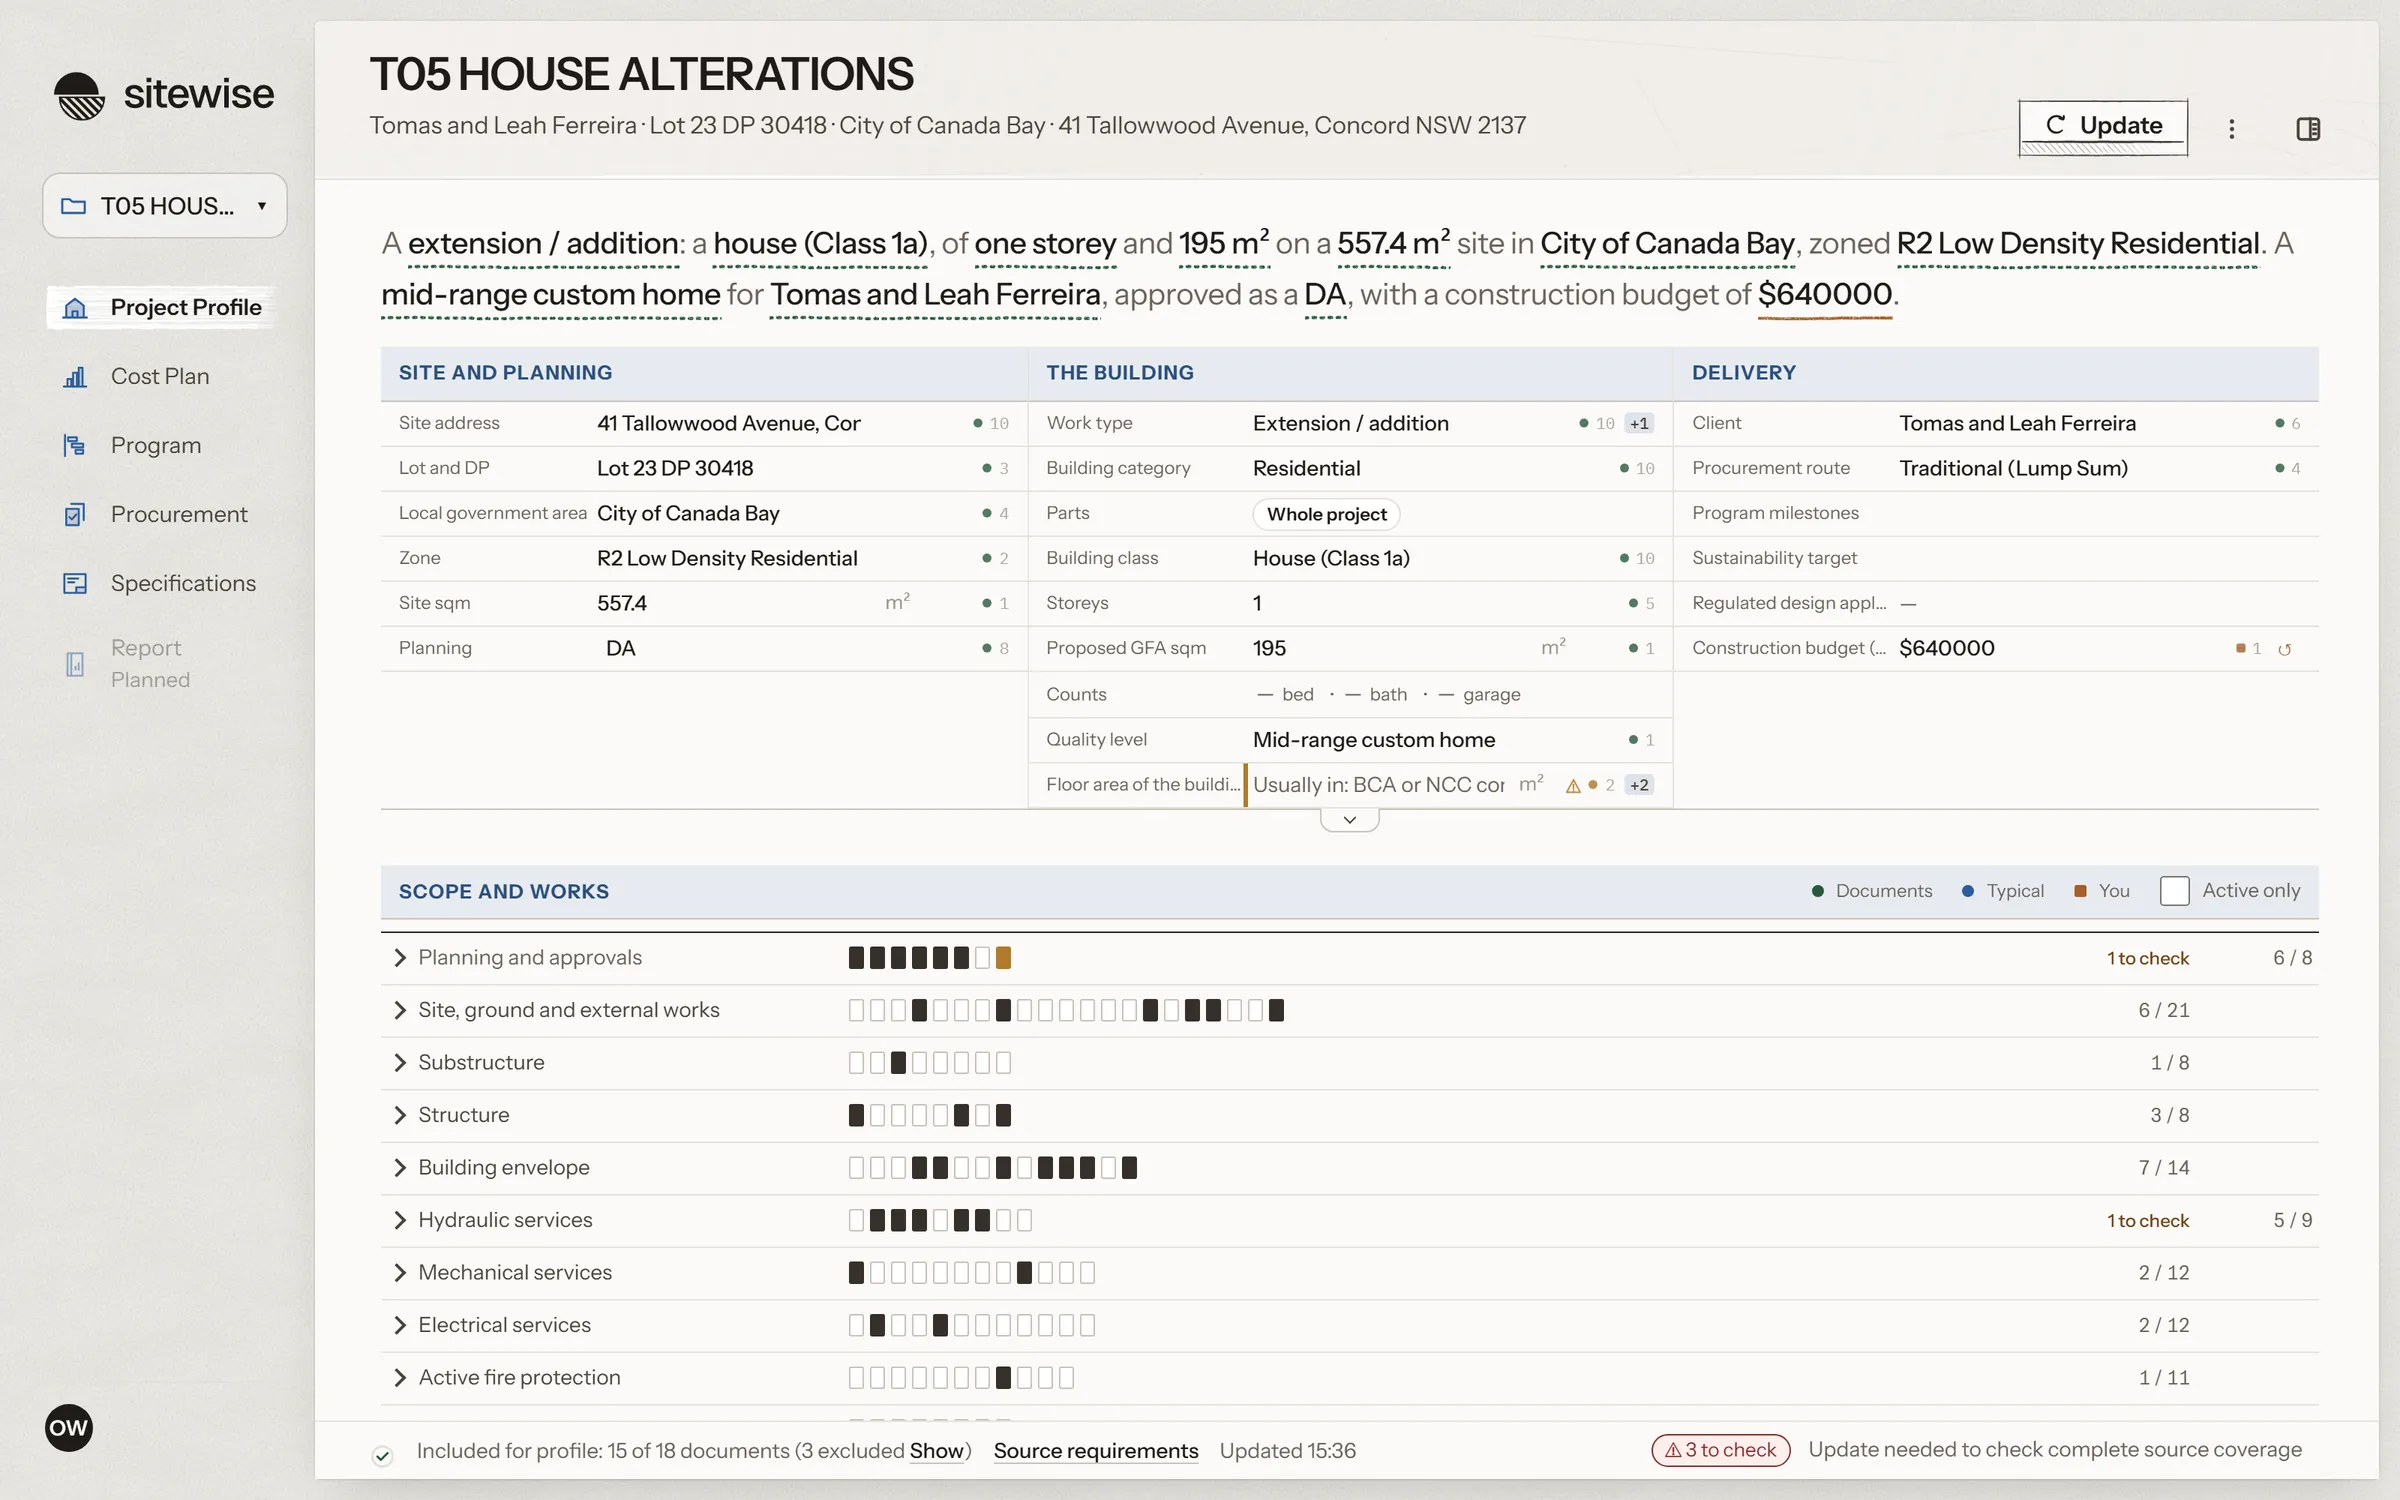 sitewise
T05 HOUS...
Project Profile
Cost Plan
Program
Procurement
Specifications
Report
Planned
OW
T05 HOUSE ALTERATIONS
Tomas and Leah Ferreira · Lot 23 DP 30418 · City of Canada Bay · 41 Tallowwood Avenue, Concord NSW 2137
Update
A extension / addition: a house (Class 1a), of one storey and 195 m² on a 557.4 m² site in City of Canada Bay, zoned R2 Low Density Residential. A
mid-range custom home for Tomas and Leah Ferreira, approved as a DA, with a construction budget of $640000.
SITE AND PLANNING
Site address 41 Tallowwood Avenue, Cor 10
Lot and DP Lot 23 DP 30418 3
Local government area City of Canada Bay 4
Zone R2 Low Density Residential 2
Site sqm 557.4 m² 1
Planning DA 8
THE BUILDING
Work type Extension / addition 10 +1
Building category Residential 10
Parts Whole project
Building class House (Class 1a) 10
Storeys 1 5
Proposed GFA sqm 195 m² 1
Counts — bed · — bath · — garage
Quality level Mid-range custom home 1
Floor area of the buildi... Usually in: BCA or NCC cor m² 2 +2
DELIVERY
Client Tomas and Leah Ferreira 6
Procurement route Traditional (Lump Sum) 4
Program milestones
Sustainability target
Regulated design appl... —
Construction budget (... $640000 1
SCOPE AND WORKS Documents Typical You Active only
Planning and approvals 1 to check 6 / 8
Site, ground and external works 6 / 21
Substructure 1 / 8
Structure 3 / 8
Building envelope 7 / 14
Hydraulic services 1 to check 5 / 9
Mechanical services 2 / 12
Electrical services 2 / 12
Active fire protection 1 / 11
Included for profile: 15 of 18 documents (3 excluded Show) Source requirements Updated 15:36
3 to check Update needed to check complete source coverage